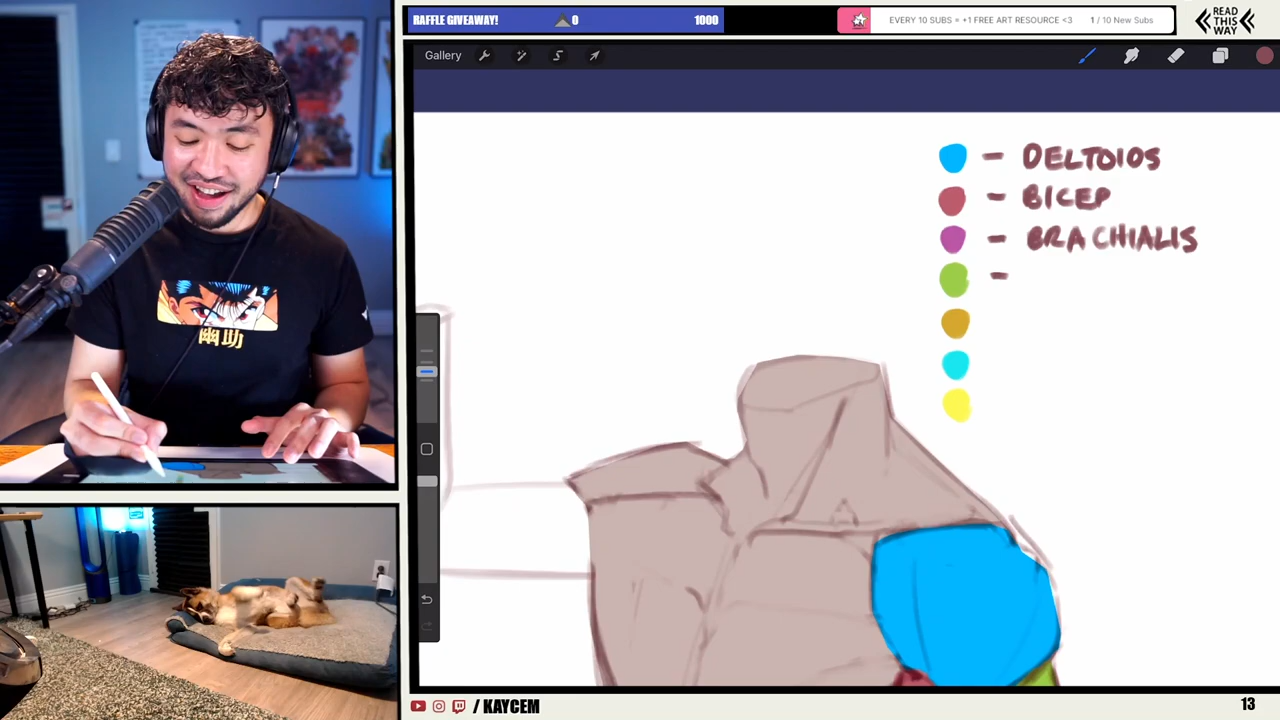 RAFFLE GIVEAWAY! 0 1000
EVERY 10 SUBS = +1 FREE ART RESOURCE <3 1 / 10 New Subs
READ
THIS
WAY
Gallery
- DELTOIDS
- BICEP
- BRACHIALIS
-
幽助
/ KAYCEM
13